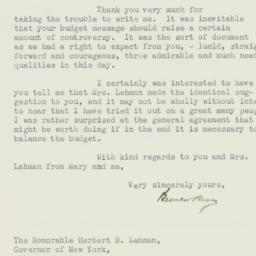 Thank you very much for
taking the trouble to write me. It was inevitable
that your budget message should raise a certain
amount of controversy. It was the sort of document
as we had a right to expect from you, - lucid, straig
forward and courageous, three admirable and much need
qualities in this day.
I certainly was interested to have
you tell me that Mrs. Lehman made the identical sug-
gestion to you, and it may not be wholly without inte
to hear that I have tried it out on a great many peop
I was rather surprised at the general agreement that
might be worth doing if in the end it is necessary to
balance the budget.
With kind regards to you and Mrs.
Lehman from Mary and me,
Very sincerely yours,
The Honorable Herbert H. Lehman,
Governor of New York,